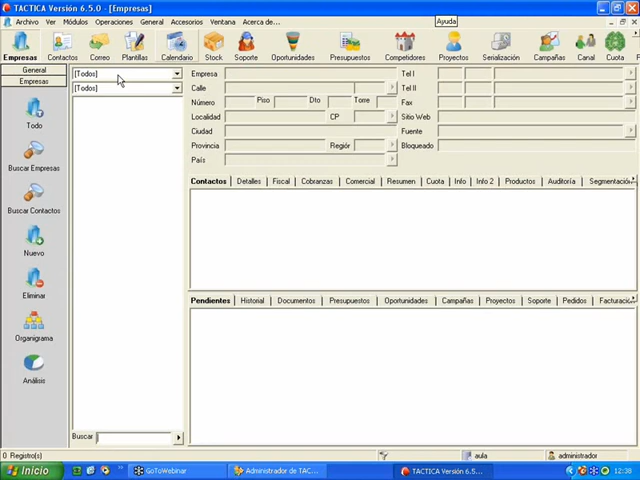 TACTICA Versión 6.5.0 - [Empresas]
Archivo Ver Módulos Operaciones General Accesorios Ventana Acerca de...
Ayuda
Empresas Contactos Correo Plantillas Calendario Stock Soporte Oportunidades Presupuestos Competidores Proyectos Serialización Campañas Canal Cuota
General
Empresas
Todo
Buscar Empresas
Buscar Contactos
Nuevo
Eliminar
Organigrama
Análisis
[Todos]
[Todos]
Buscar
Empresa
Calle
Número Piso Dto Torre
Localidad CP
Ciudad
Provincia Región
País
Tel I
Tel II
Fax
Sitio Web
Fuente
Bloqueado
Contactos Detalles Fiscal Cobranzas Comercial Resumen Cuota Info Info 2 Productos Auditoría Segmentación
Pendientes Historial Documentos Presupuestos Oportunidades Campañas Proyectos Soporte Pedidos Facturació
0 Registro(s) aula administrador
Inicio GoToWebinar Administrador de TAC... TACTICA Versión 6.5... 12:38